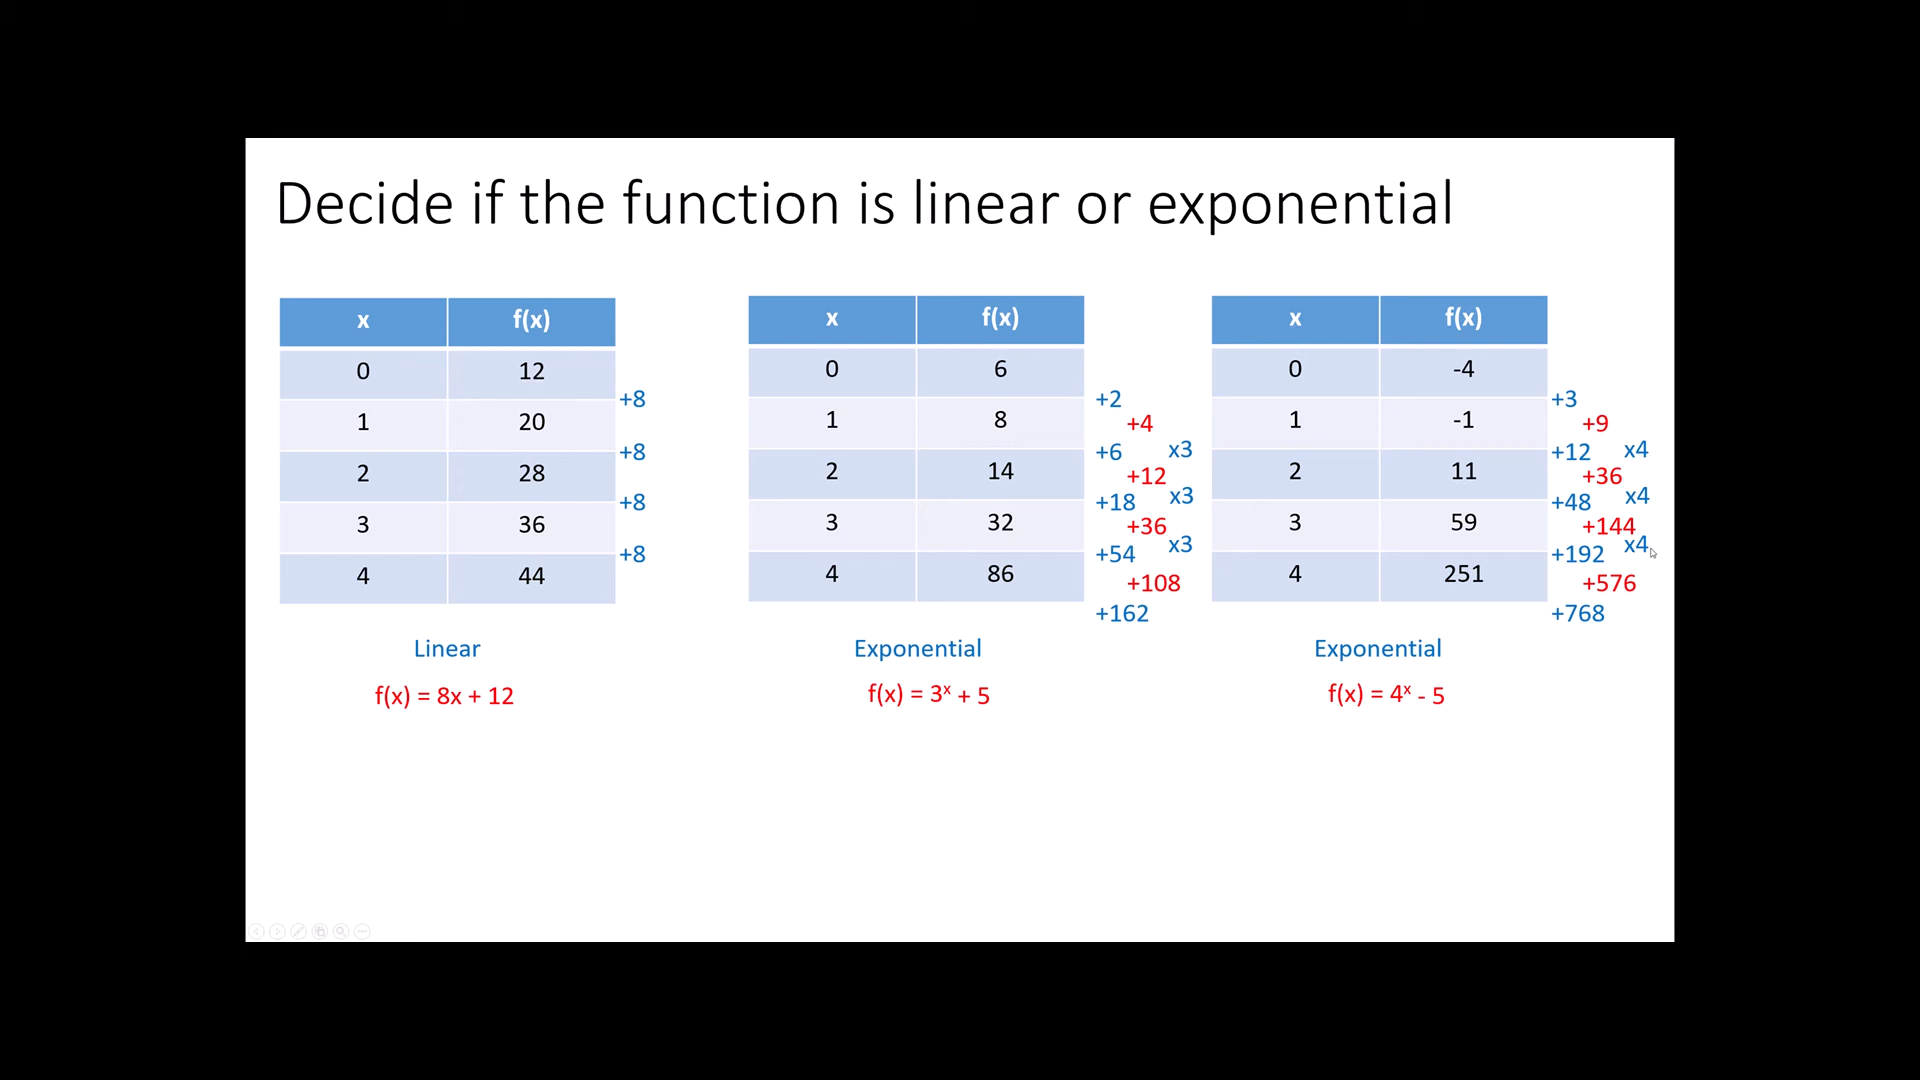 Decide if the function is linear or exponential
x f(x)
0 12
+8
1 20
+8
2 28
+8
3 36
+8
4 44
Linear
f(x) = 8x + 12
x f(x)
0 6
+2
1 8 +4
+6 x3
2 14 +12
+18 x3
3 32 +36
+54 x3
4 86 +108
+162
Exponential
f(x) = 3ˣ + 5
x f(x)
0 -4
+3
1 -1 +9
+12 x4
2 11 +36
+48 x4
3 59 +144
+192 x4
4 251 +576
+768
Exponential
f(x) = 4ˣ - 5